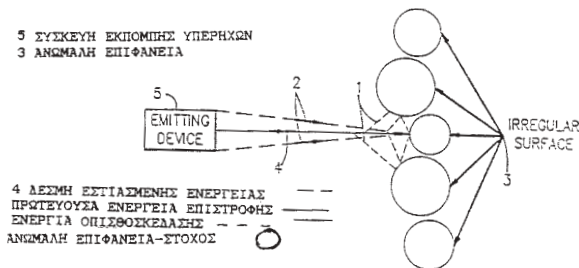 5 ΣΥΣΚΕΥΗ ΕΚΠΟΜΠΗΣ ΥΠΕΡΗΧΩΝ
3 ΑΝΩΜΑΛΗ ΕΠΙΦΑΝΕΙΑ
5
2
1
EMITTING
DEVICE
4
IRREGULAR
SURFACE
3
4 ΔΕΣΜΗ ΕΣΤΙΑΣΜΕΝΗΣ ΕΝΕΡΓΕΙΑΣ
ΠΡΩΤΕΥΟΥΣΑ ΕΝΕΡΓΕΙΑ ΕΠΙΣΤΡΟΦΗΣ
ΕΝΕΡΓΙΑ ΟΠΙΣΘΟΣΚΕΔΑΣΗΣ
ΑΝΩΜΑΛΗ ΕΠΙΦΑΝΕΙΑ-ΣΤΟΧΟΣ